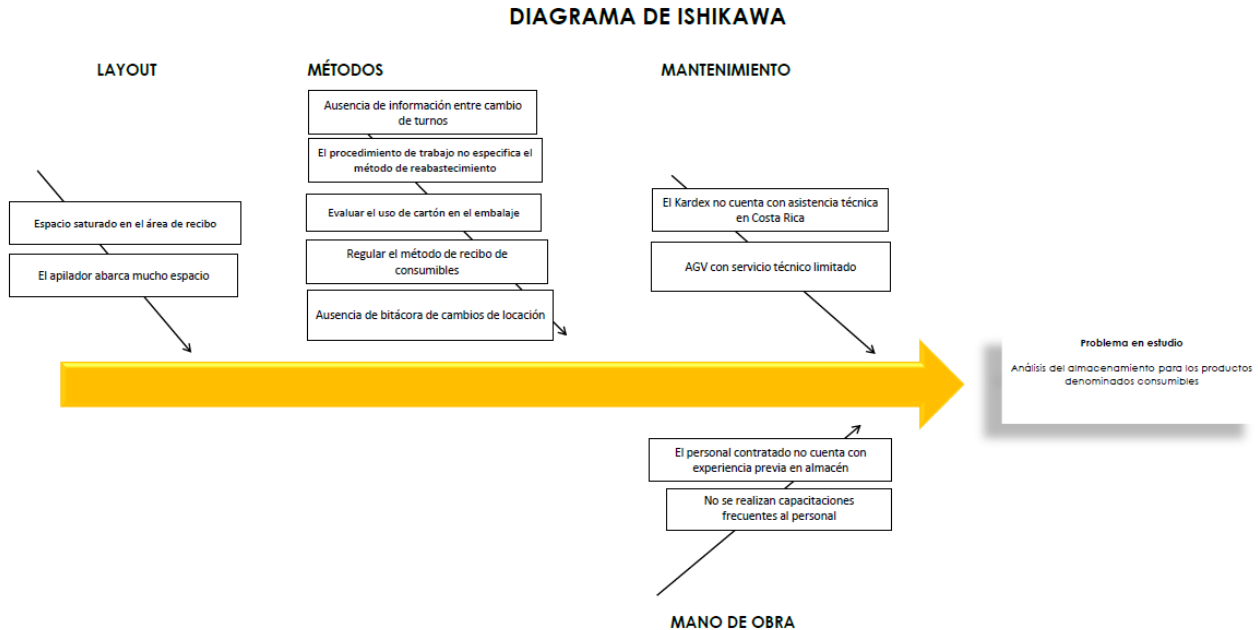 DIAGRAMA DE ISHIKAWA
LAYOUT
Espacio saturado en el área de recibo
El apilador abarca mucho espacio
MÉTODOS
Ausencia de información entre cambio
de turnos
El procedimiento de trabajo no especifica el
método de reabastecimiento
Evaluar el uso de cartón en el embalaje
Regular el método de recibo de
consumibles
Ausencia de bitácora de cambios de locación
MANTENIMIENTO
El Kardex no cuenta con asistencia técnica
en Costa Rica
AGV con servicio técnico limitado
Problema en estudio
Análisis del almacenamiento para los productos
denominados consumibles
El personal contratado no cuenta con
experiencia previa en almacén
No se realizan capacitaciones
frecuentes al personal
MANO DE OBRA